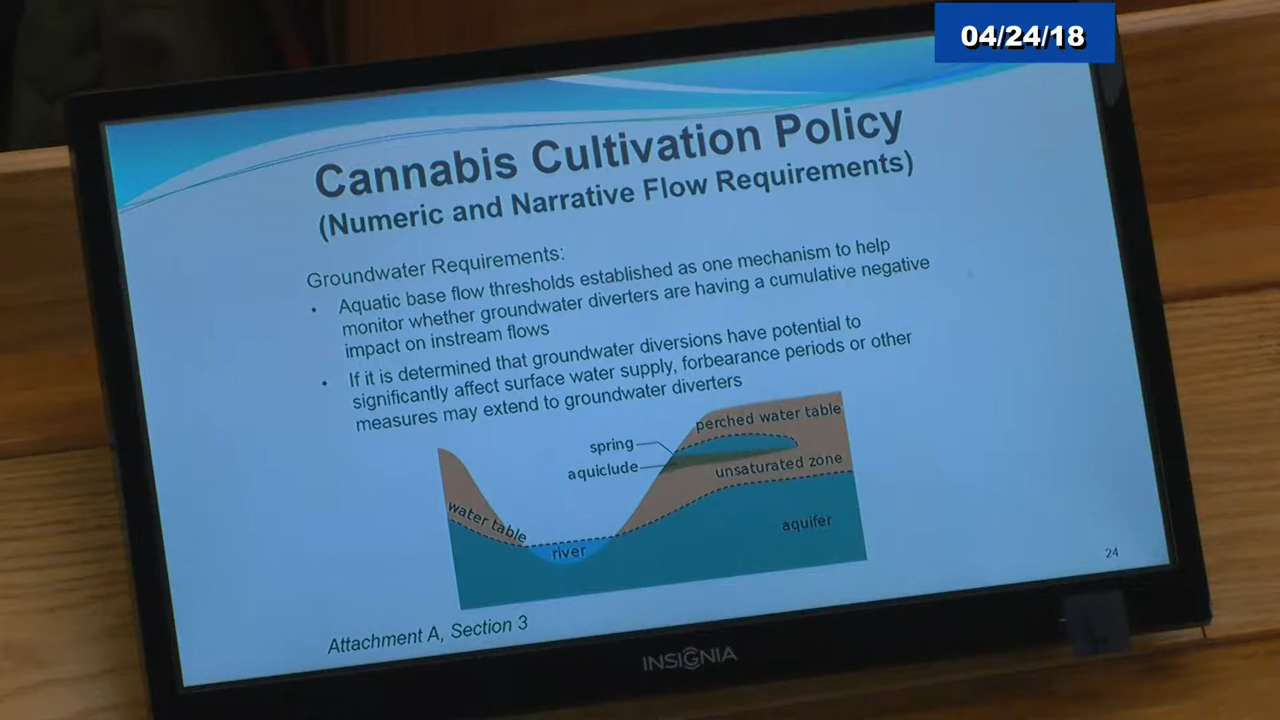 04/24/18
Cannabis Cultivation Policy
(Numeric and Narrative Flow Requirements)
Groundwater Requirements:
• Aquatic base flow thresholds established as one mechanism to help
monitor whether groundwater diverters are having a cumulative negative
impact on instream flows
• If it is determined that groundwater diversions have potential to
significantly affect surface water supply, forbearance periods or other
measures may extend to groundwater diverters
perched water table
spring
aquiclude
unsaturated zone
water table
river
aquifer
24
Attachment A, Section 3
INSIGNIA